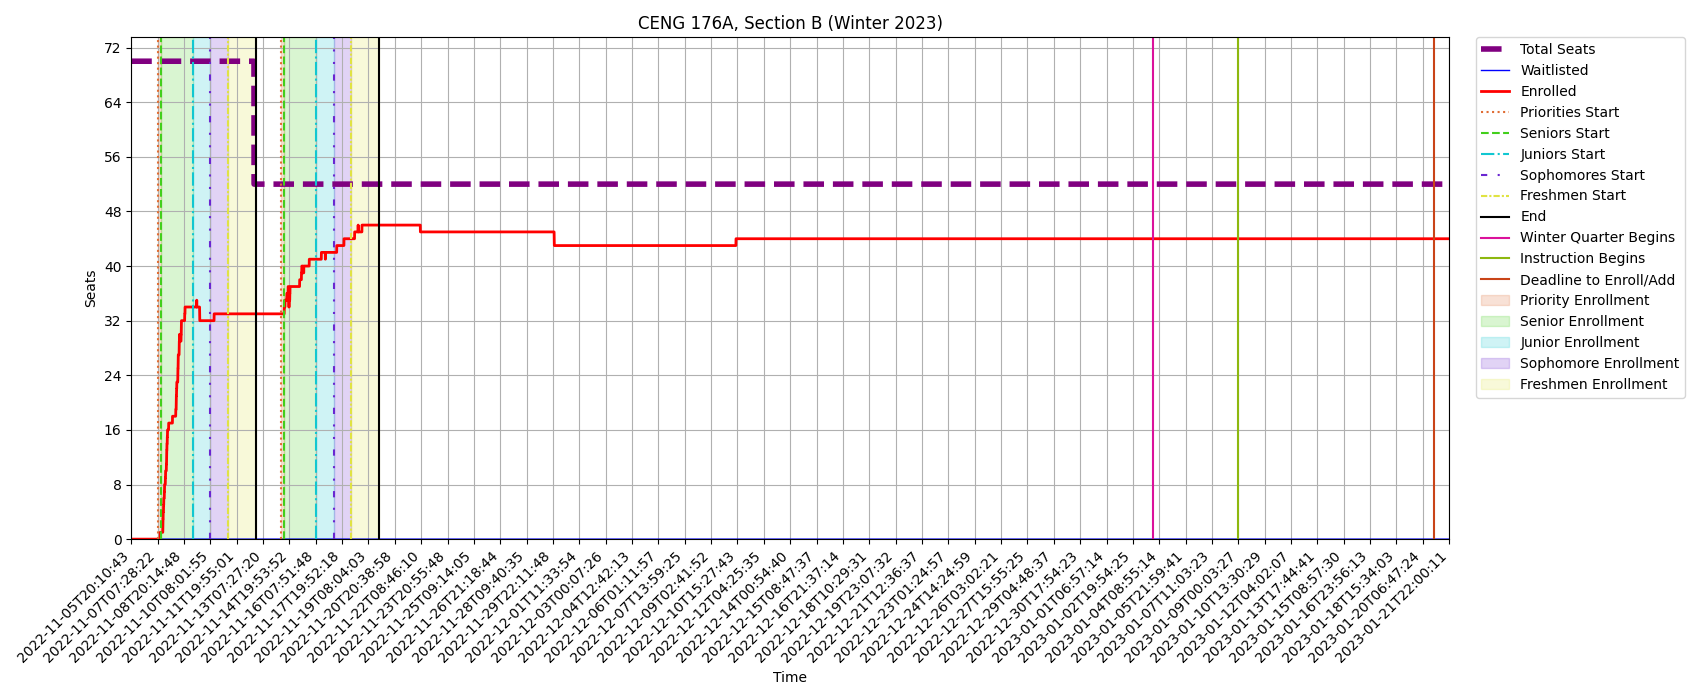 CENG 176A, Section B (Winter 2023)
72
64
56
48
40
32
24
16
8
0
Seats
2022-11-05T20:10:43
2022-11-07T07:28:22
2022-11-08T20:14:48
2022-11-10T08:01:55
2022-11-11T19:55:01
2022-11-13T07:27:20
2022-11-14T19:53:52
2022-11-16T07:51:48
2022-11-17T19:52:18
2022-11-19T08:04:03
2022-11-20T20:38:58
2022-11-22T08:46:10
2022-11-23T20:55:48
2022-11-25T09:14:05
2022-11-26T21:18:44
2022-11-28T09:40:35
2022-11-29T22:11:48
2022-12-01T11:33:54
2022-12-03T00:07:26
2022-12-04T12:42:13
2022-12-06T01:11:57
2022-12-07T13:59:25
2022-12-09T02:41:52
2022-12-10T15:27:43
2022-12-12T04:25:35
2022-12-14T00:54:40
2022-12-15T08:47:37
2022-12-16T21:37:14
2022-12-18T10:29:31
2022-12-19T23:07:32
2022-12-21T12:36:37
2022-12-23T01:24:57
2022-12-24T14:24:59
2022-12-26T03:02:21
2022-12-27T15:55:25
2022-12-29T04:48:37
2022-12-30T17:54:23
2023-01-01T06:57:14
2023-01-02T19:54:25
2023-01-04T08:55:14
2023-01-05T21:59:41
2023-01-07T11:03:23
2023-01-09T00:03:27
2023-01-10T13:30:29
2023-01-12T04:02:07
2023-01-13T17:44:41
2023-01-15T08:57:30
2023-01-16T23:56:13
2023-01-18T15:34:03
2023-01-20T06:47:24
2023-01-21T22:00:11
Time
Total Seats
Waitlisted
Enrolled
Priorities Start
Seniors Start
Juniors Start
Sophomores Start
Freshmen Start
End
Winter Quarter Begins
Instruction Begins
Deadline to Enroll/Add
Priority Enrollment
Senior Enrollment
Junior Enrollment
Sophomore Enrollment
Freshmen Enrollment